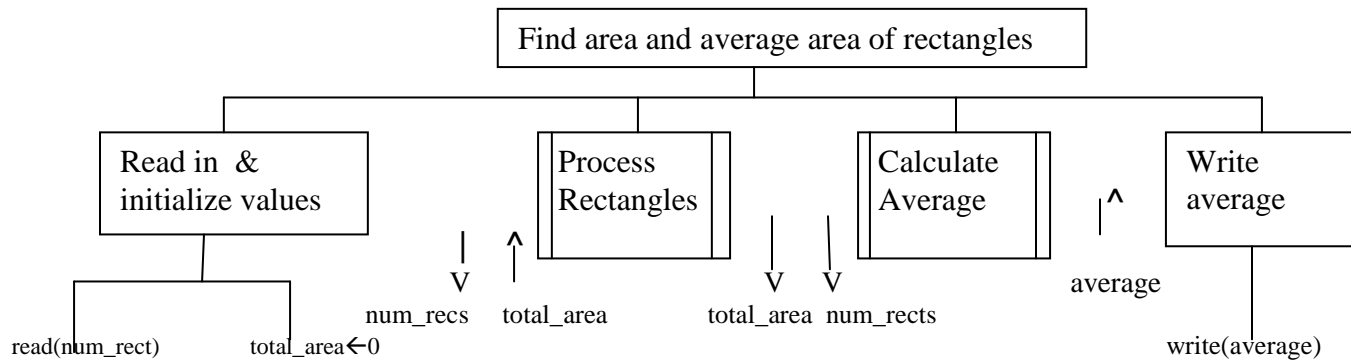 Find area and average area of rectangles
Read in &
initialize values
Process
Rectangles
Calculate
Average
Write
average
V
num_recs
^
total_area
V
total_area
V
num_rects
^
average
read(num_rect)
total_area←0
write(average)